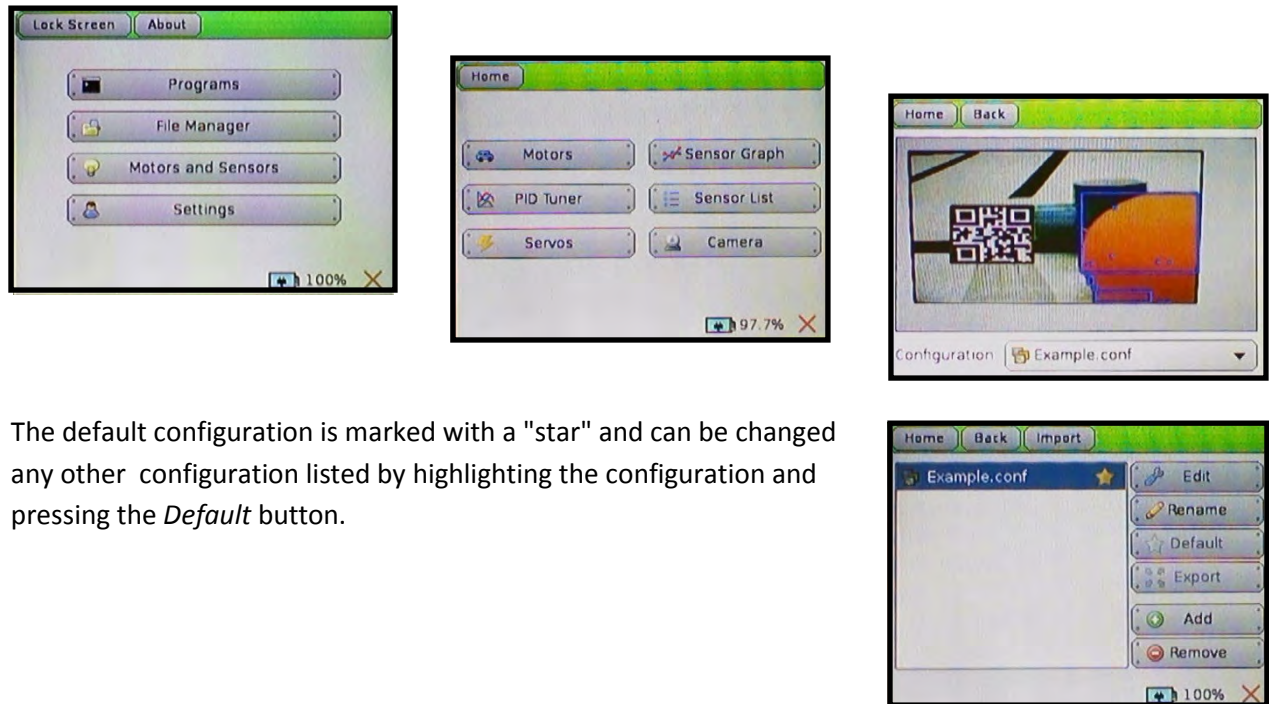 Lock Screen About
Programs
File Manager
Motors and Sensors
Settings
100%
Home
Motors Sensor Graph
PID Tuner Sensor List
Servos Camera
97.7%
Home Back
Configuration Example.conf
The default configuration is marked with a "star" and can be changed
any other configuration listed by highlighting the configuration and
pressing the Default button.
Home Back Import
Example.conf Edit
Rename
Default
Export
Add
Remove
100%